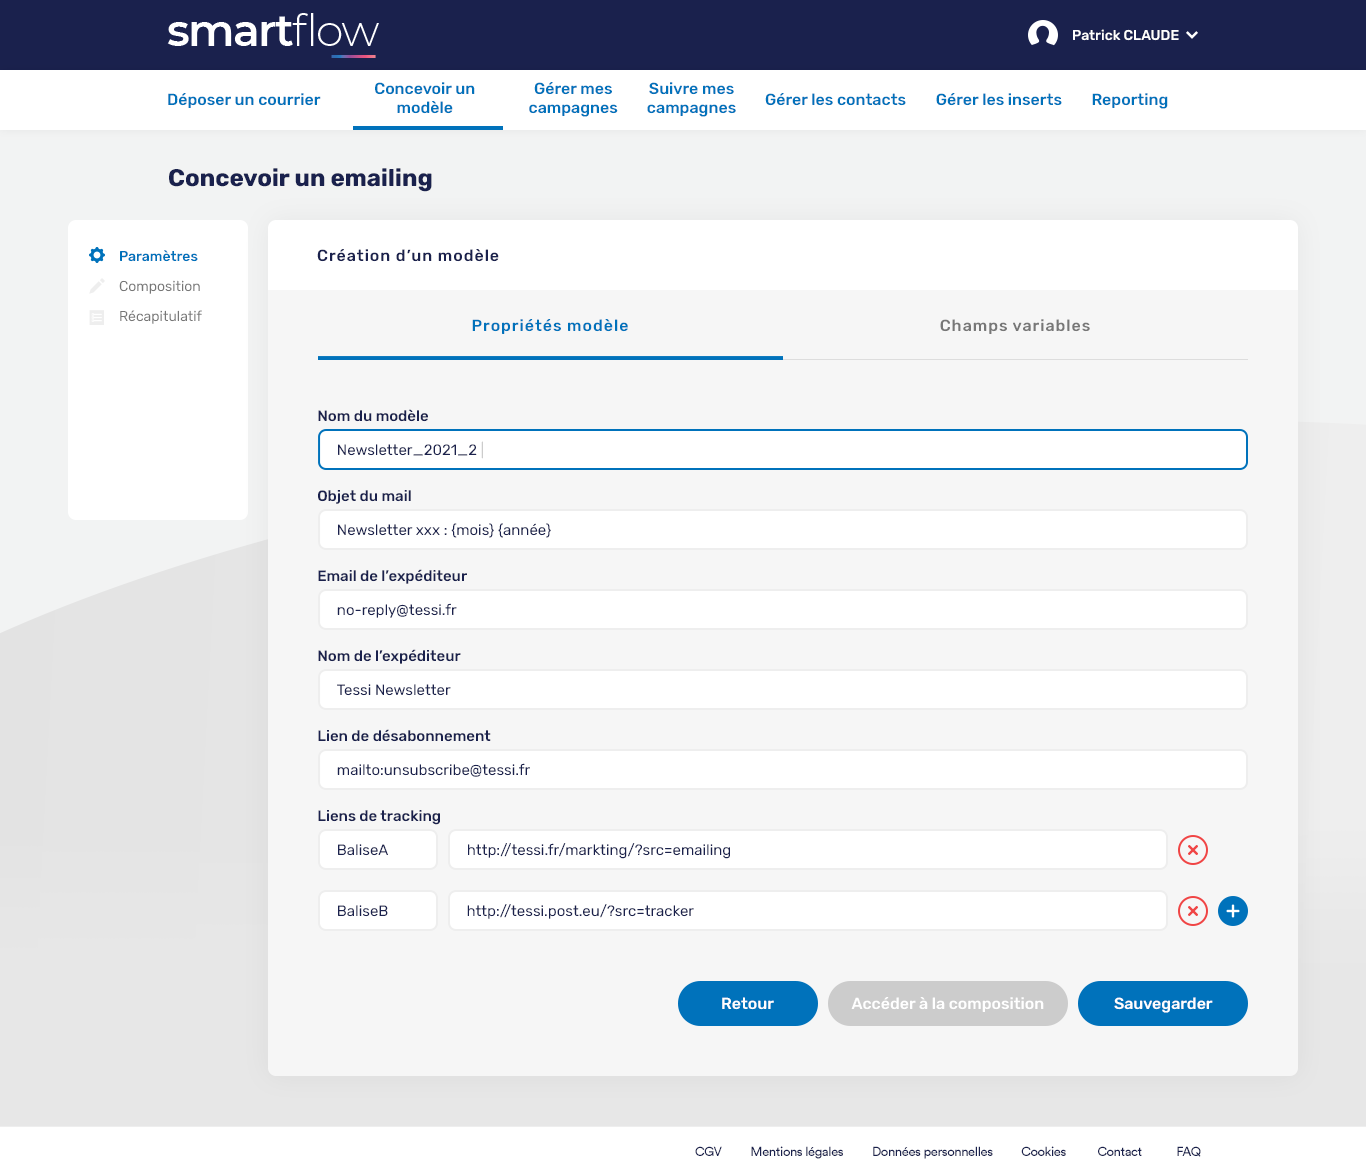 smartflow
Patrick CLAUDE
Déposer un courrier
Concevoir un
modèle
Gérer mes
campagnes
Suivre mes
campagnes
Gérer les contacts
Gérer les inserts
Reporting
Concevoir un emailing
Paramètres
Composition
Récapitulatif
Création d’un modèle
Propriétés modèle
Champs variables
Nom du modèle
Newsletter_2021_2
Objet du mail
Newsletter xxx : {mois} {année}
Email de l’expéditeur
no-reply@tessi.fr
Nom de l’expéditeur
Tessi Newsletter
Lien de désabonnement
mailto:unsubscribe@tessi.fr
Liens de tracking
BaliseA
http://tessi.fr/markting/?src=emailing
BaliseB
http://tessi.post.eu/?src=tracker
Retour
Accéder à la composition
Sauvegarder
CGV
Mentions légales
Données personnelles
Cookies
Contact
FAQ